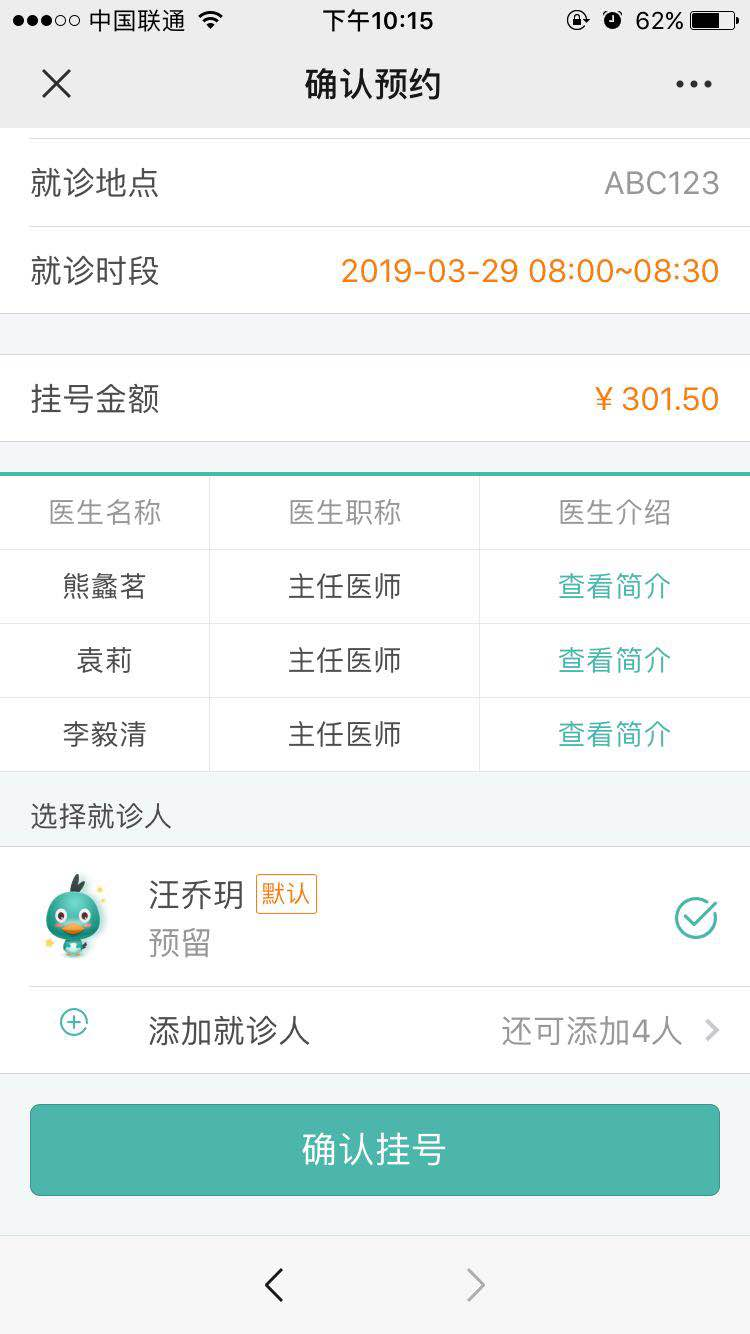 中国联通 下午10:15 62%
确认预约
就诊地点 ABC123
就诊时段 2019-03-29 08:00~08:30
挂号金额 ¥ 301.50
医生名称 医生职称 医生介绍
熊蠡茗 主任医师 查看简介
袁莉 主任医师 查看简介
李毅清 主任医师 查看简介
选择就诊人
汪乔玥 默认
预留
添加就诊人 还可添加4人
确认挂号